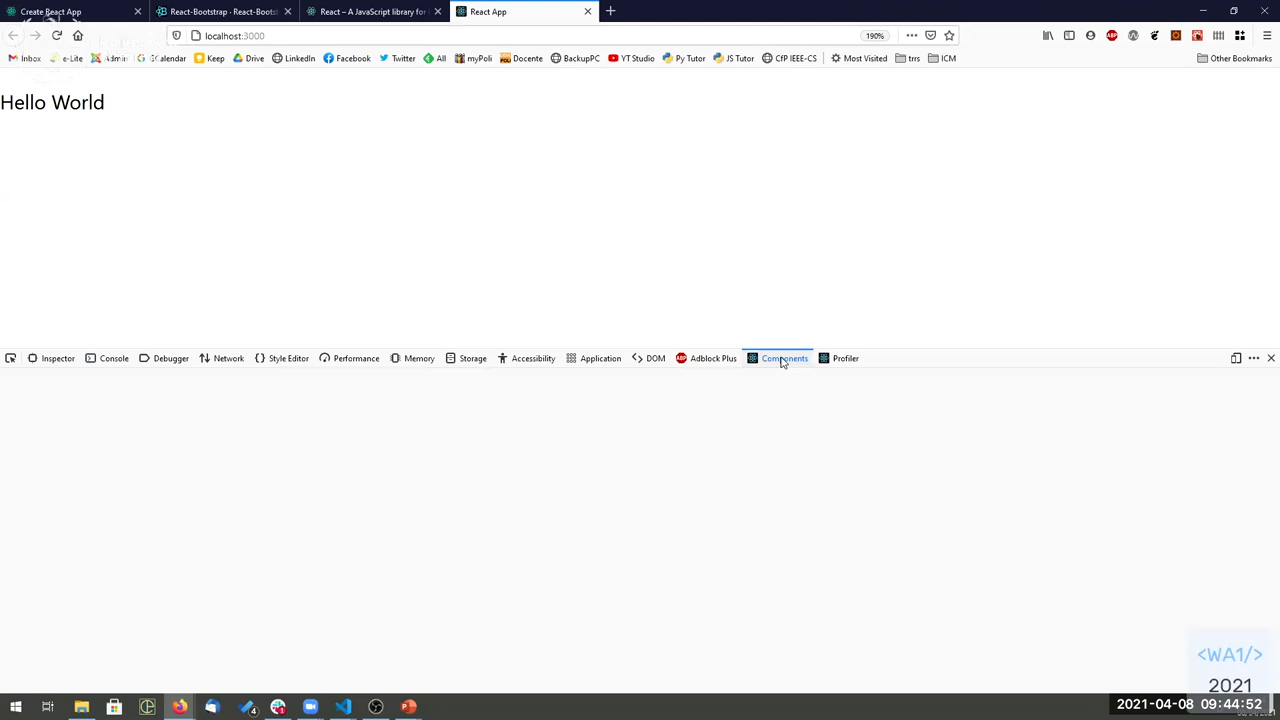 Create React App
React-Bootstrap · React-Bootst
React – A JavaScript library for
React App
localhost:3000
190%
Inbox
e-Lite
Admin
GCalendar
Keep
Drive
LinkedIn
Facebook
Twitter
All
myPoli
Docente
BackupPC
YT Studio
Py Tutor
JS Tutor
CfP IEEE-CS
Most Visited
trrs
ICM
Other Bookmarks
Hello World
Inspector
Console
Debugger
Network
Style Editor
Performance
Memory
Storage
Accessibility
Application
DOM
Adblock Plus
Components
Profiler
<WA1/>
2021
2021-04-08 09:44:52